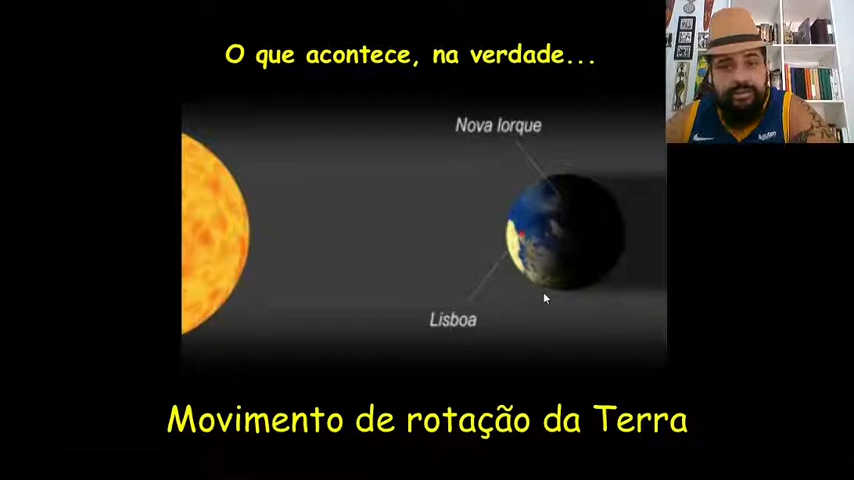 O que acontece, na verdade...
Nova Iorque
Lisboa
Movimento de rotação da Terra